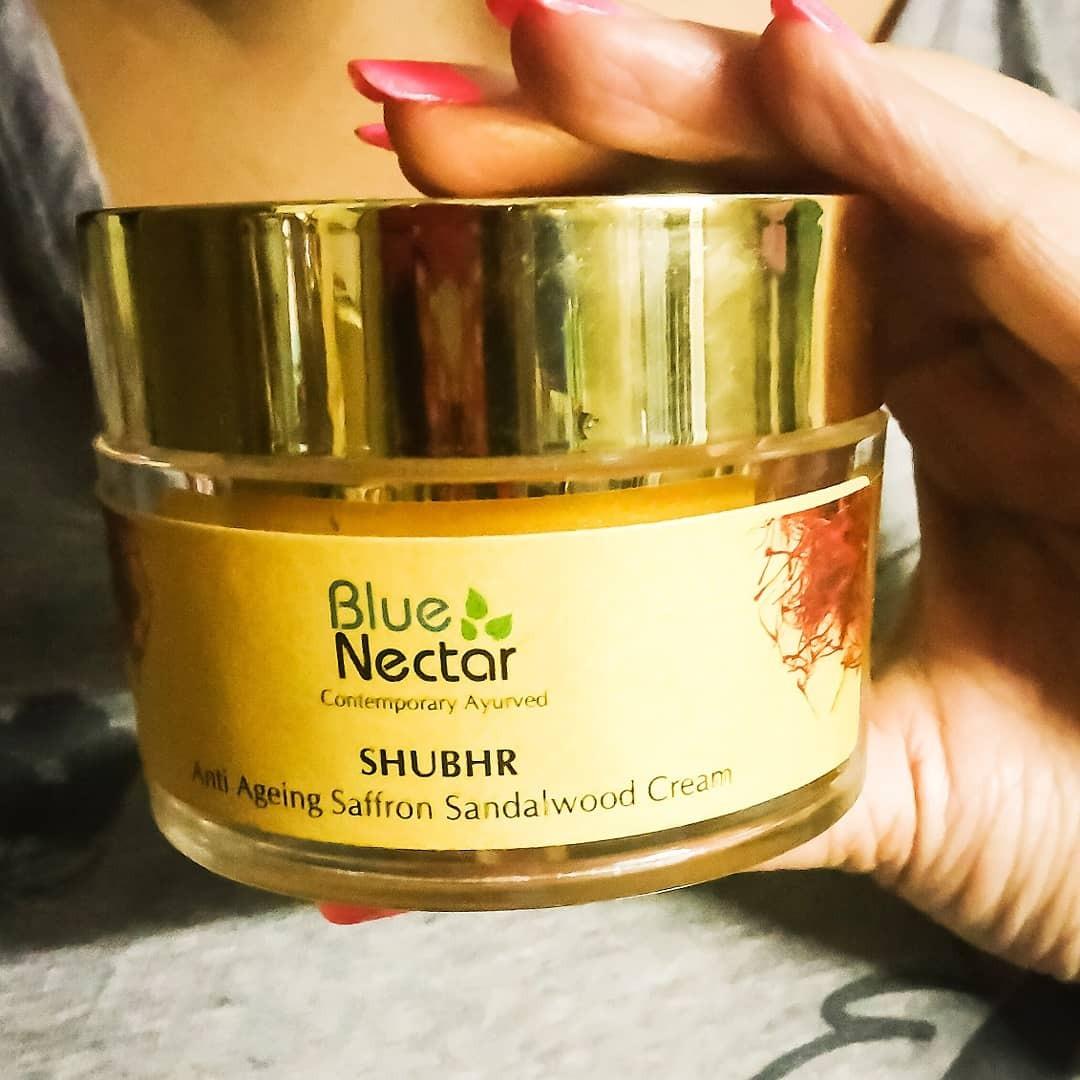 Blue
Nectar
Contemporary Ayurved
SHUBHR
Anti Ageing Saffron Sandalwood Cream